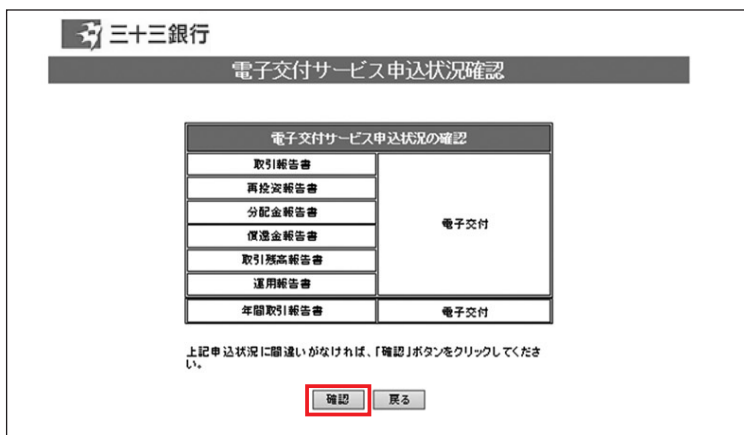 三十三銀行
電子交付サービス申込状況確認
電子交付サービス申込状況の確認
取引報告書
再投資報告書
分配金報告書
償還金報告書
取引残高報告書
運用報告書
電子交付
年間取引報告書
電子交付
上記申込状況に間違いがなければ、「確認」ボタンをクリックしてくださ
い。
確認
戻る